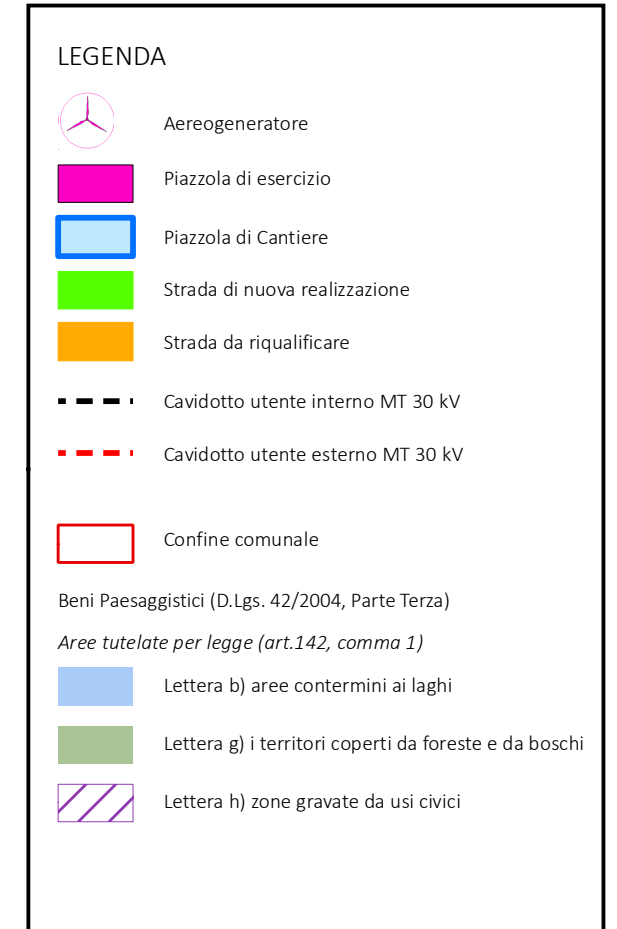 LEGENDA
Aereogeneratore
Piazzola di esercizio
Piazzola di Cantiere
Strada di nuova realizzazione
Strada da riqualificare
Cavidotto utente interno MT 30 kV
Cavidotto utente esterno MT 30 kV
Confine comunale
Beni Paesaggistici (D.Lgs. 42/2004, Parte Terza)
Aree tutelate per legge (art.142, comma 1)
Lettera b) aree contermini ai laghi
Lettera g) i territori coperti da foreste e da boschi
Lettera h) zone gravate da usi civici